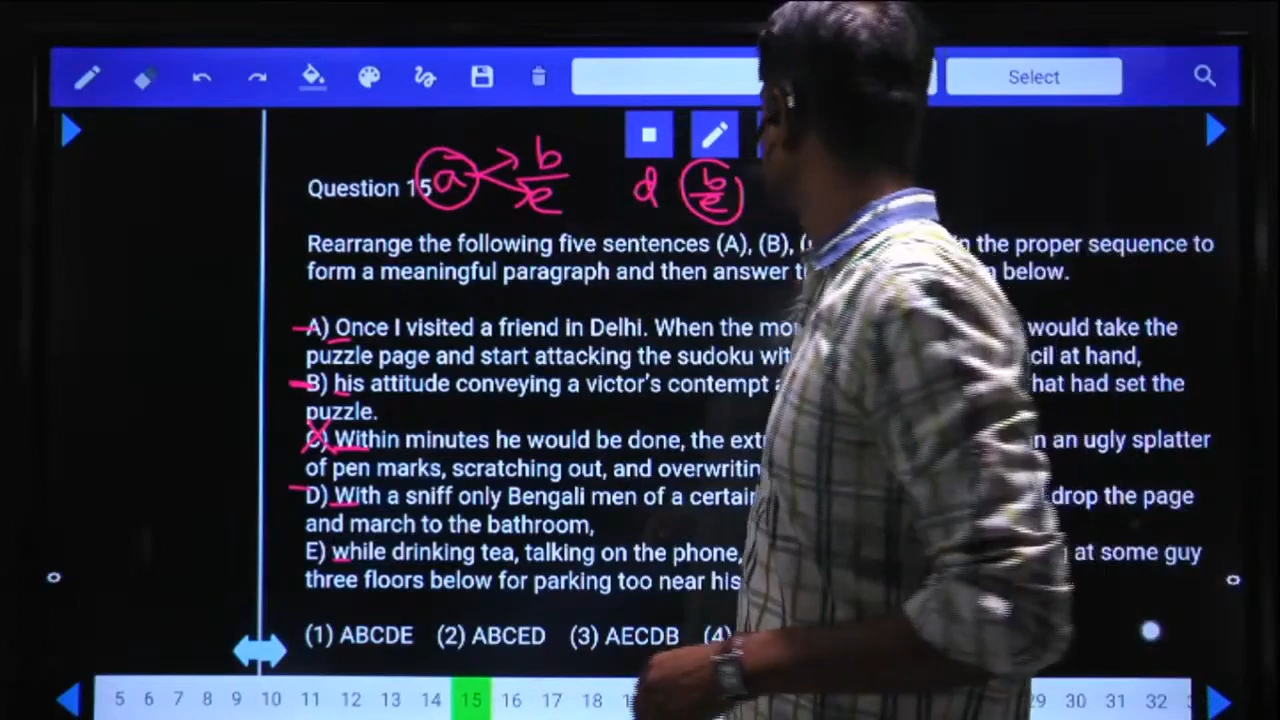 Select
b
a
e
d b
e
Question 15
Rearrange the following five sentences (A), (B), in the proper sequence to
form a meaningful paragraph and then answer below.
A) Once I visited a friend in Delhi. When the would take the
puzzle page and start attacking the sudoku at hand,
B) his attitude conveying a victor's contempt that had set the
puzzle.
C) Within minutes he would be done, the an ugly splatter
of pen marks, scratching out, and
D) With a sniff only Bengali men of a certain drop the page
and march to the bathroom,
E) while drinking tea, talking on the phone, at some guy
three floors below for parking too near his
(1) ABCDE (2) ABCED (3) AECDB (4)
5 6 7 8 9 10 11 12 13 14 15 16 17 18 29 30 31 32